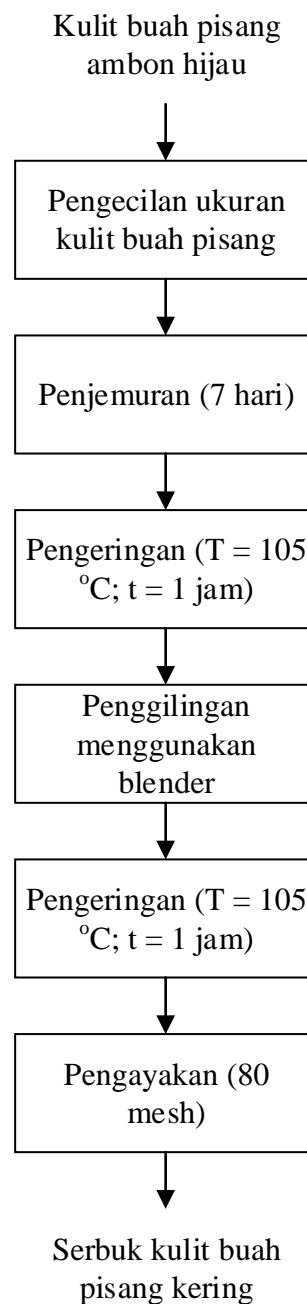 Kulit buah pisang
ambon hijau
Pengecilan ukuran
kulit buah pisang
Penjemuran (7 hari)
Pengeringan (T = 105
°C; t = 1 jam)
Penggilingan
menggunakan
blender
Pengeringan (T = 105
°C; t = 1 jam)
Pengayakan (80
mesh)
Serbuk kulit buah
pisang kering